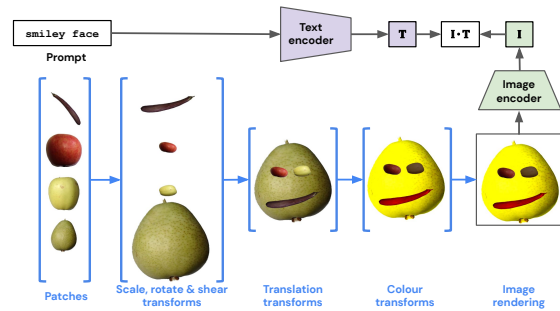 smiley face
Prompt
Text
encoder
T
I·T
I
Image
encoder
Patches
Scale, rotate & shear
transforms
Translation
transforms
Colour
transforms
Image
rendering